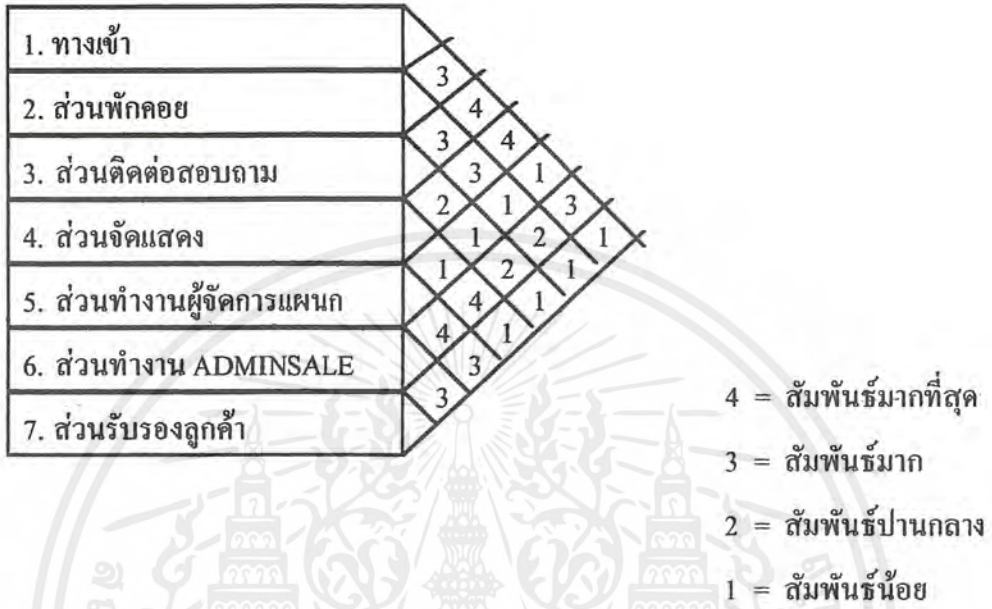 1. ทางเข้า
2. ส่วนพักคอย
3. ส่วนติดต่อสอบถาม
4. ส่วนจัดแสดง
5. ส่วนทำงานผู้จัดการแผนก
6. ส่วนทำงาน ADMINSALE
7. ส่วนรับรองลูกค้า
3
4
3 4
3 1
2 1 3
1 2 1
1 2 1
4 1
4 1
3
3
4 = สัมพันธ์มากที่สุด
3 = สัมพันธ์มาก
2 = สัมพันธ์ปานกลาง
1 = สัมพันธ์น้อย